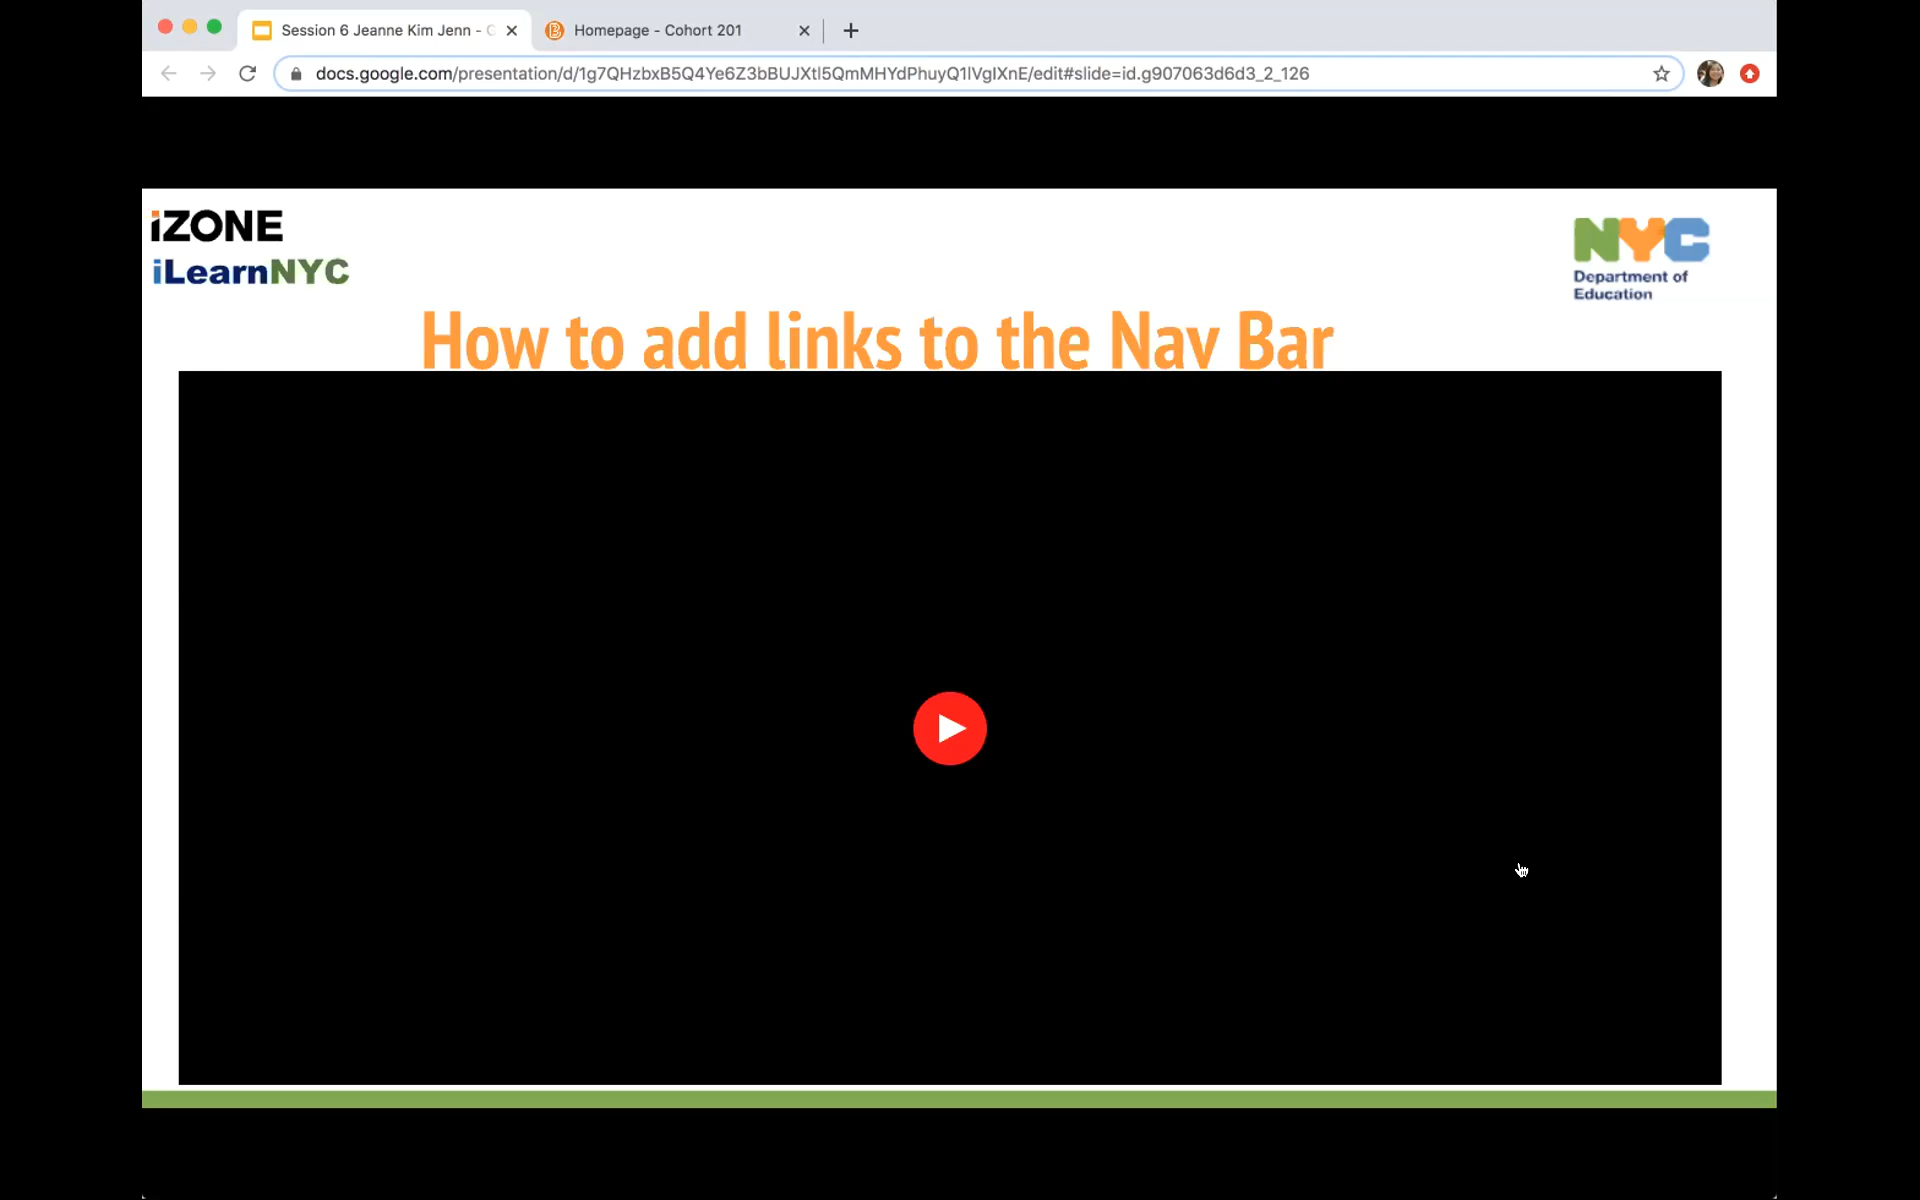 Session 6 Jeanne Kim Jenn -
Homepage - Cohort 201
docs.google.com/presentation/d/1g7QHzbxB5Q4Ye6Z3bBUJXtl5QmMHYdPhuyQ1lVgIXnE/edit#slide=id.g907063d6d3_2_126
iZONE
iLearnNYC
NYC
Department of
Education
How to add links to the Nav Bar